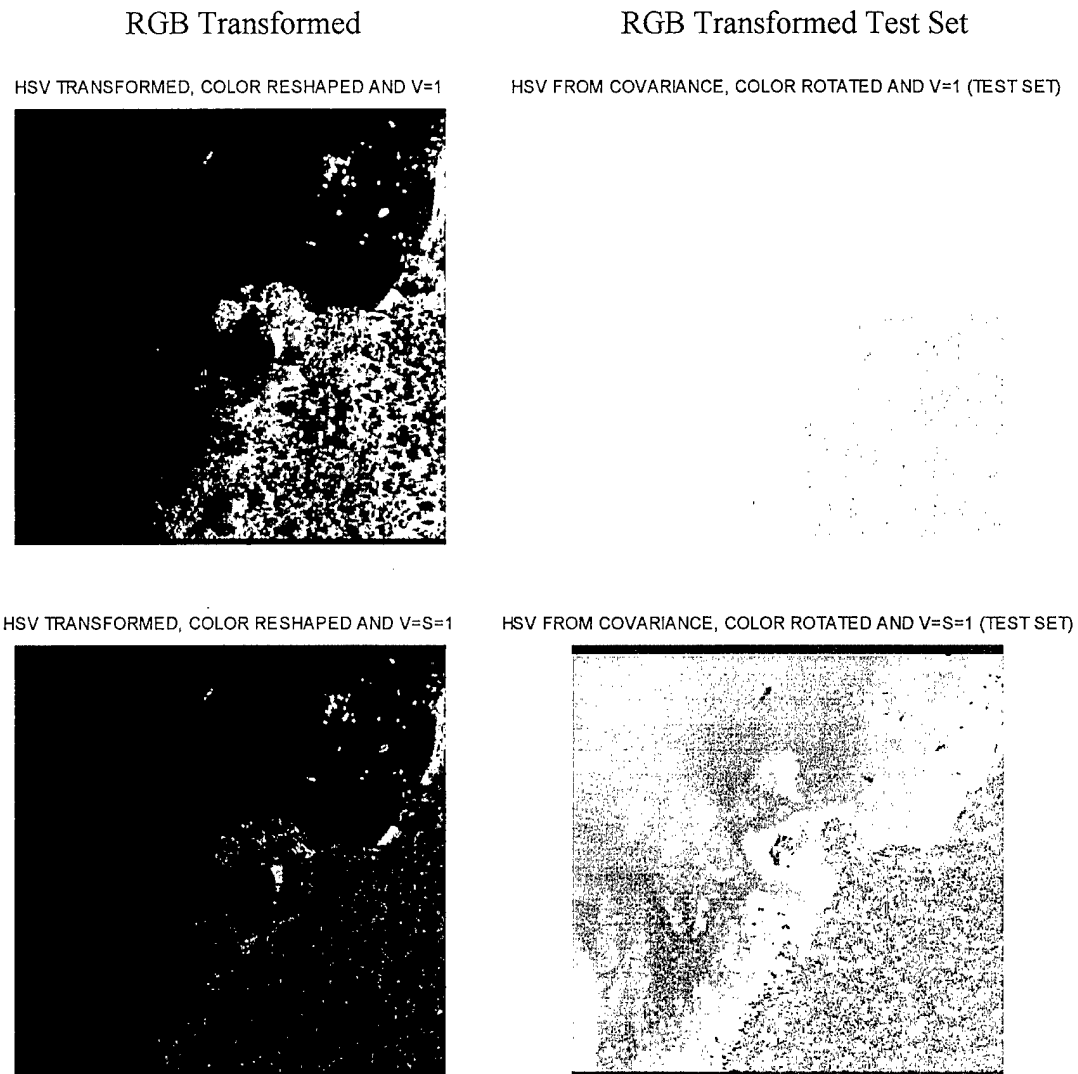 RGB Transformed
RGB Transformed Test Set
HSV TRANSFORMED, COLOR RESHAPED AND V=1
HSV FROM COVARIANCE, COLOR ROTATED AND V=1 (TEST SET)
HSV TRANSFORMED, COLOR RESHAPED AND V=S=1
HSV FROM COVARIANCE, COLOR ROTATED AND V=S=1 (TEST SET)